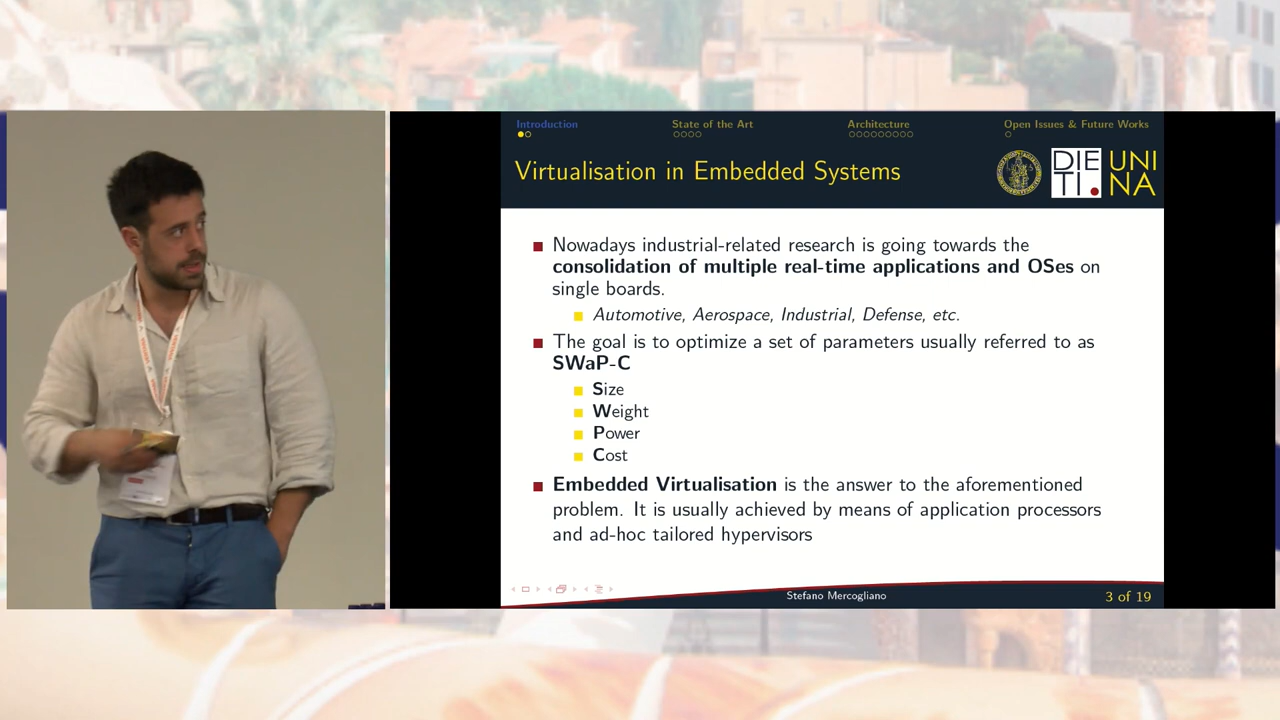 Introduction
State of the Art
Architecture
Open Issues & Future Works
Virtualisation in Embedded Systems
DIE
TI.
UNI
NA
Nowadays industrial-related research is going towards the
consolidation of multiple real-time applications and OSes on
single boards.
Automotive, Aerospace, Industrial, Defense, etc.
The goal is to optimize a set of parameters usually referred to as
SWaP-C
Size
Weight
Power
Cost
Embedded Virtualisation is the answer to the aforementioned
problem. It is usually achieved by means of application processors
and ad-hoc tailored hypervisors
Stefano Mercogliano
3 of 19